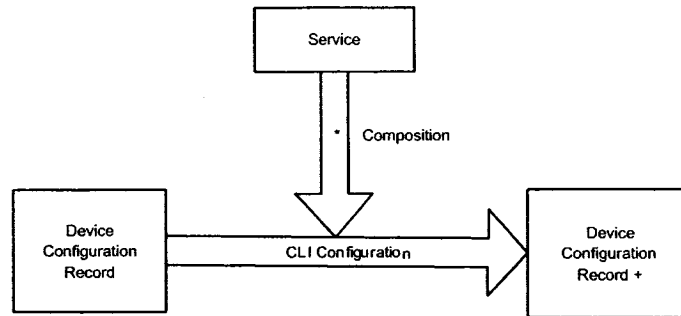 Service
* Composition
Device
Configuration
Record
CLI Configuration
Device
Configuration
Record +